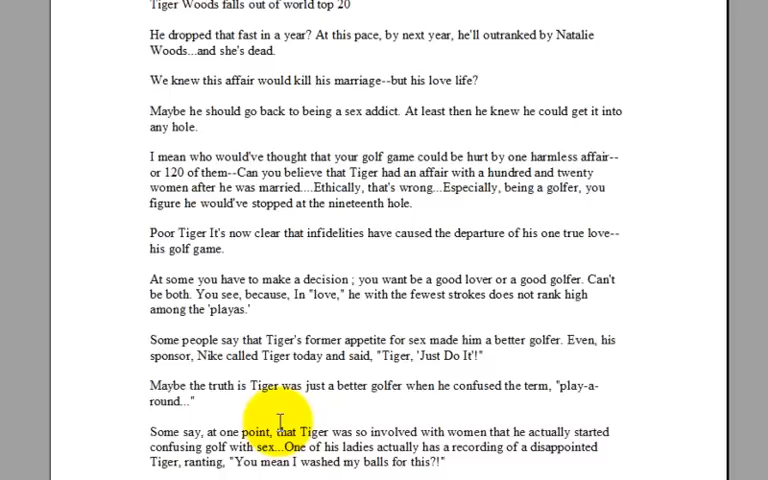 Tiger Woods falls out of world top 20
He dropped that fast in a year? At this pace, by next year, he'll outranked by Natalie
Woods...and she's dead.
We knew this affair would kill his marriage--but his love life?
Maybe he should go back to being a sex addict. At least then he knew he could get it into
any hole.
I mean who would've thought that your golf game could be hurt by one harmless affair--
or 120 of them--Can you believe that Tiger had an affair with a hundred and twenty
women after he was married....Ethically, that's wrong...Especially, being a golfer, you
figure he would've stopped at the nineteenth hole.
Poor Tiger It's now clear that infidelities have caused the departure of his one true love--
his golf game.
At some you have to make a decision ; you want be a good lover or a good golfer. Can't
be both. You see, because, In "love," he with the fewest strokes does not rank high
among the 'playas.'
Some people say that Tiger's former appetite for sex made him a better golfer. Even, his
sponsor, Nike called Tiger today and said, "Tiger, 'Just Do It'!"
Maybe the truth is Tiger was just a better golfer when he confused the term, "play-a-
round..."
Some say, at one point, that Tiger was so involved with women that he actually started
confusing golf with sex...One of his ladies actually has a recording of a disappointed
Tiger, ranting, "You mean I washed my balls for this?!"